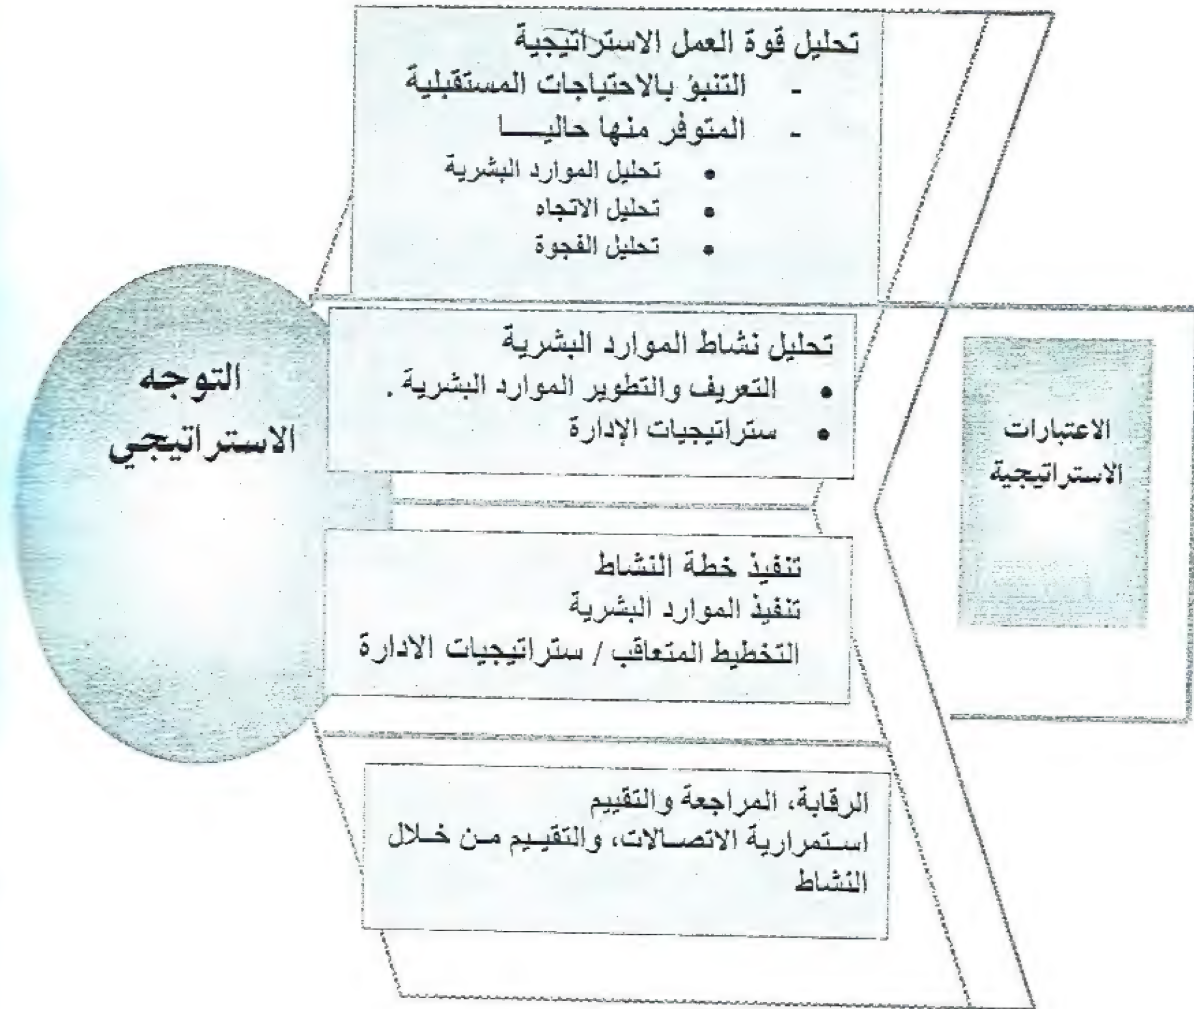 تحليل قوة العمل الاستراتيجية
- التنبؤ بالاحتياجات المستقبلية
- المتوفر منها حاليـــا
• تحليل الموارد البشرية
• تحليل الاتجاه
• تحليل الفجوة
الاعتبارات
الاستراتيجية
تحليل نشاط الموارد البشرية
• التعريف والتطوير الموارد البشرية .
• ستراتيجيات الإدارة
التوجه
الاستراتيجي
تنفيذ خطة النشاط
تنفيذ الموارد البشرية
التخطيط المتعاقب / ستراتيجيات الادارة
الرقابة، المراجعة والتقييم
استمرارية الاتصالات، والتقييم من خلال
النشاط